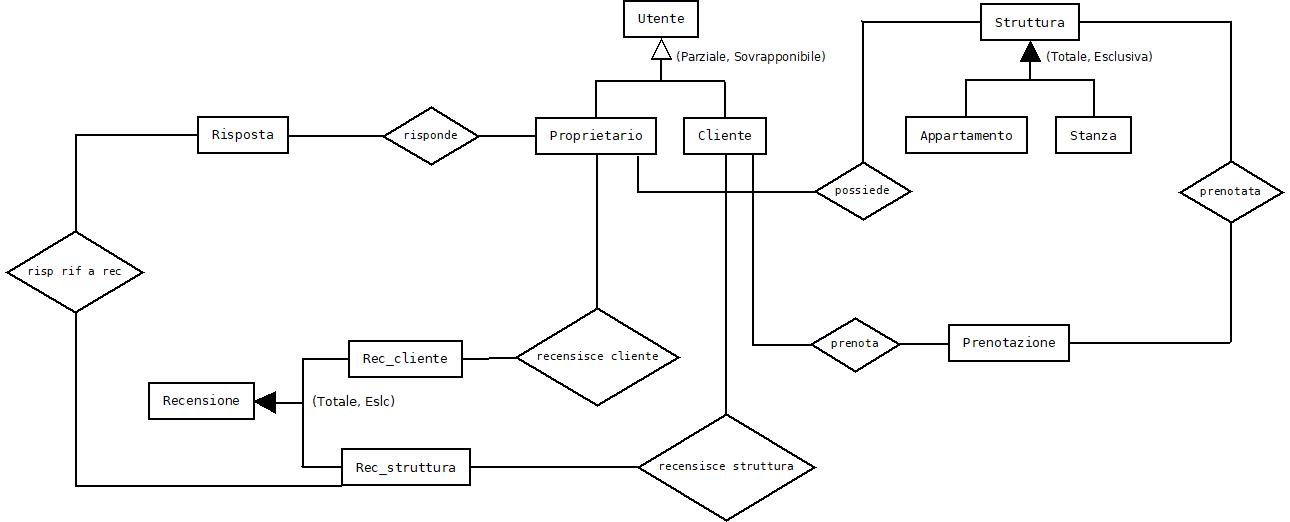 Utente
Struttura
(Parziale, Sovrapponibile)
(Totale, Esclusiva)
Risposta
risponde
Proprietario
Cliente
Appartamento
Stanza
possiede
prenotata
risp rif a rec
Rec_cliente
recensisce cliente
prenota
Prenotazione
Recensione
(Totale, Eslc)
Rec_struttura
recensisce struttura